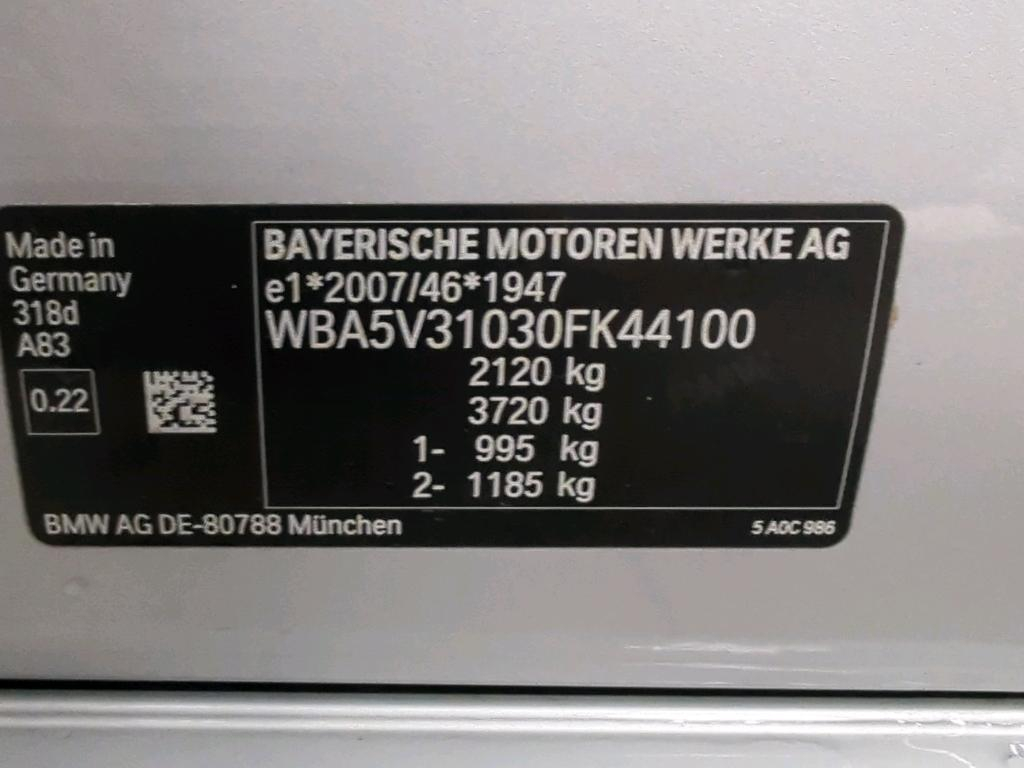 Made in
Germany
318d
A83
0.22
BAYERISCHE MOTOREN WERKE AG
e1*2007/46*1947
WBA5V31030FK44100
2120 kg
3720 kg
1- 995 kg
2- 1185 kg
BMW AG DE-80788 München
5 A0C 986